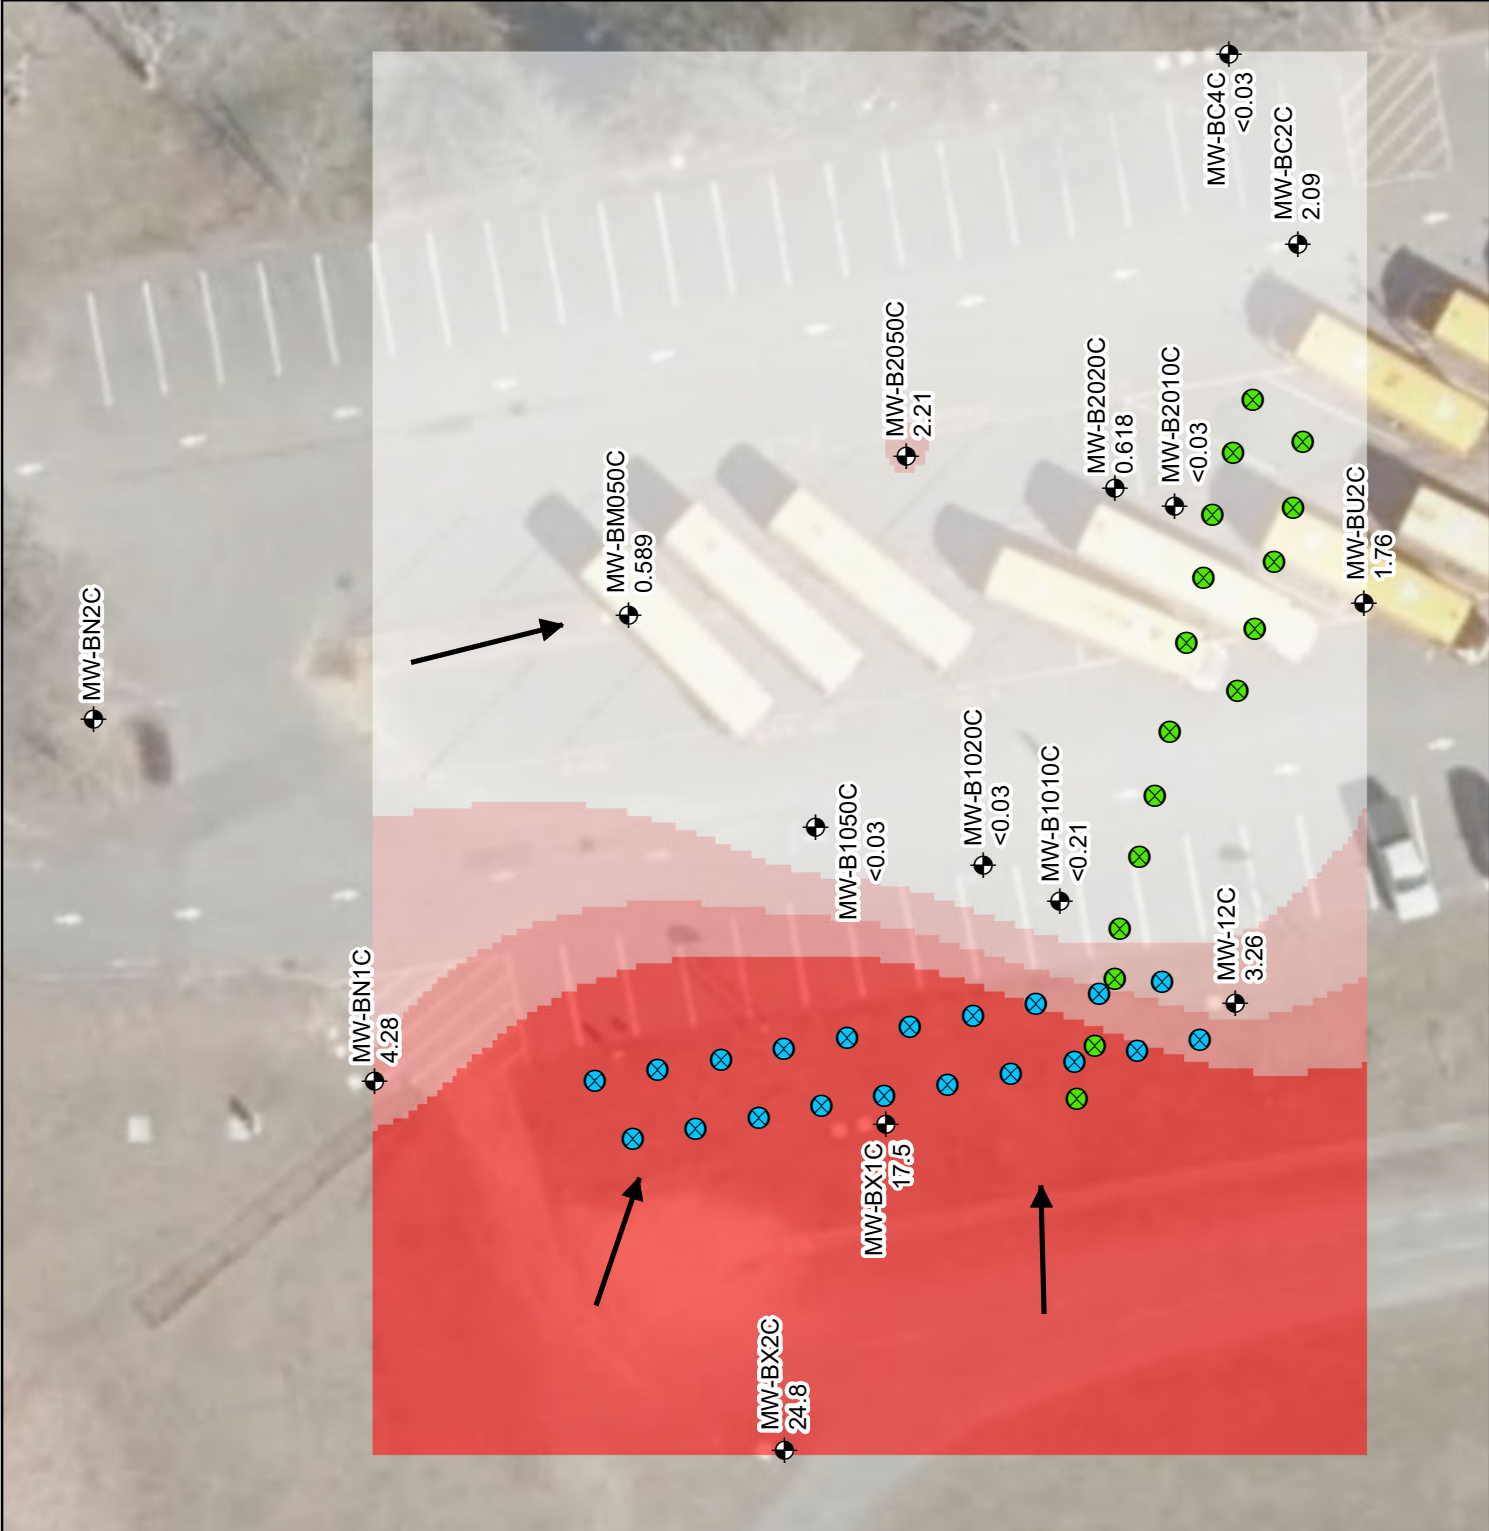 MW-BN2C
MW-BN1C
4.28
MW-BM050C
0.589
MW-BX2C
24.8
MW-B1050C
<0.03
MW-BX1C
17.5
MW-B2050C
2.21
MW-B1020C
<0.03
MW-B1010C
<0.21
MW-B2020C
0.618
MW-B2010C
<0.03
MW-BC4C
<0.03
MW-12C
3.26
MW-BC2C
2.09
MW-BU2C
1.76